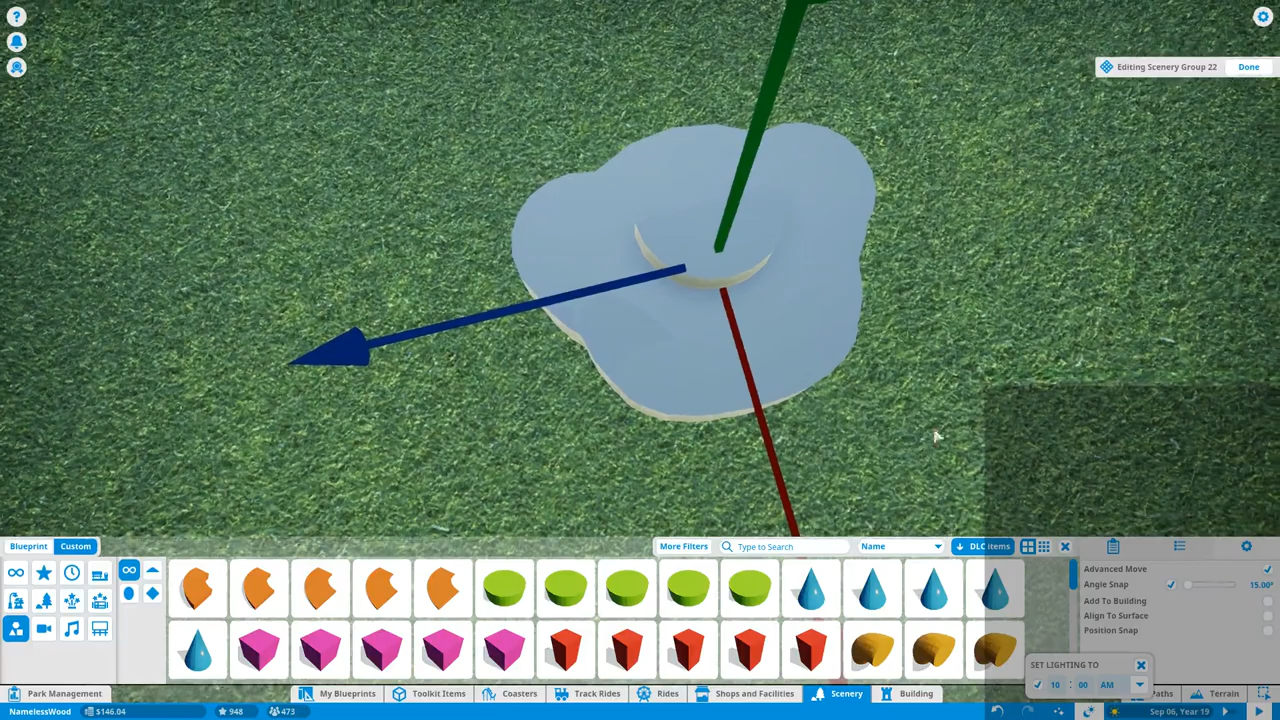 ?
Editing Scenery Group 22 Done
Blueprint Custom
More Filters Type to Search Name DLC items
Advanced Move
Angle Snap 15.00°
Add To Building
Align To Surface
Position Snap
SET LIGHTING TO
10 : 00 AM
Park Management My Blueprints Toolkit Items Coasters Track Rides Rides Shops and Facilities Scenery Building Paths Terrain
NamelessWood $146.04 948 473 Sep 06, Year 19